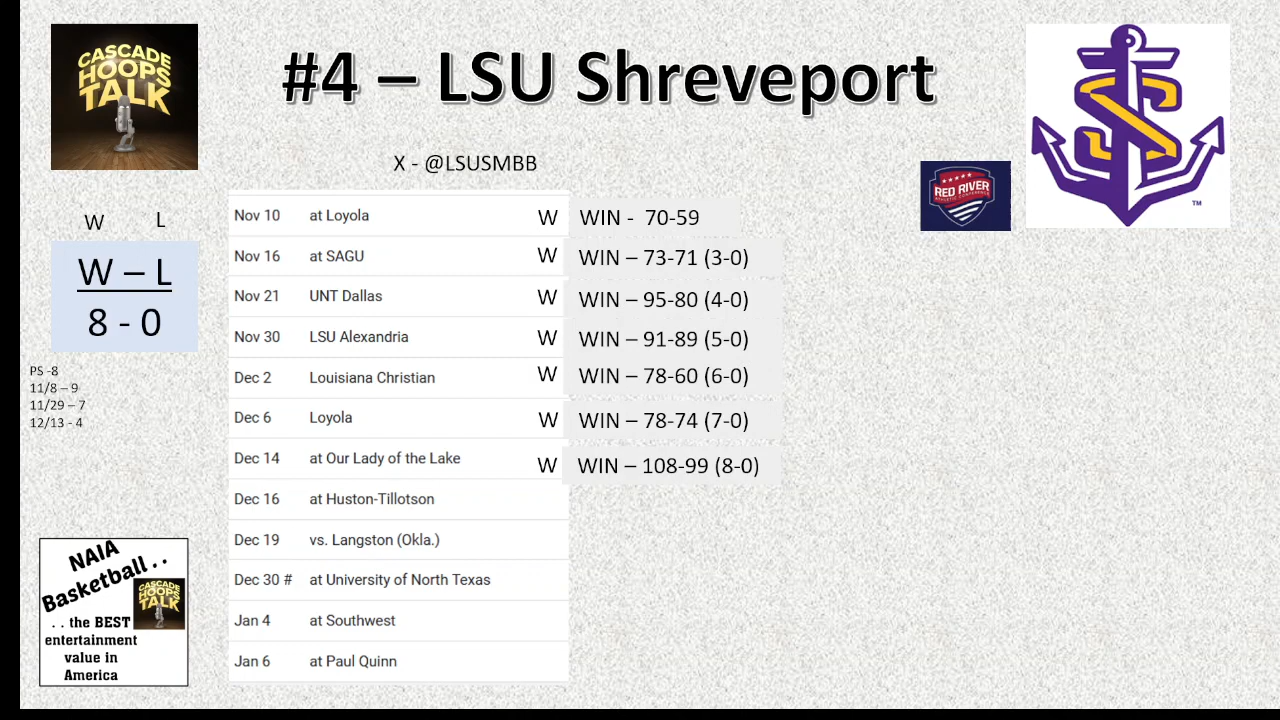 CASCADE
HOOPS
TALK
#4 – LSU Shreveport
X - @LSUSMBB
RED RIVER
ATHLETIC CONFERENCE
S
TM
W L
W – L
8 - 0
PS -8
11/8 – 9
11/29 – 7
12/13 - 4
Nov 10 at Loyola W WIN - 70-59
Nov 16 at SAGU W WIN – 73-71 (3-0)
Nov 21 UNT Dallas W WIN – 95-80 (4-0)
Nov 30 LSU Alexandria W WIN – 91-89 (5-0)
Dec 2 Louisiana Christian W WIN – 78-60 (6-0)
Dec 6 Loyola W WIN – 78-74 (7-0)
Dec 14 at Our Lady of the Lake W WIN – 108-99 (8-0)
Dec 16 at Huston-Tillotson
Dec 19 vs. Langston (Okla.)
Dec 30 # at University of North Texas
Jan 4 at Southwest
Jan 6 at Paul Quinn
NAIA
Basketball . .
CASCADE
HOOPS
TALK
. . the BEST
entertainment
value in
America